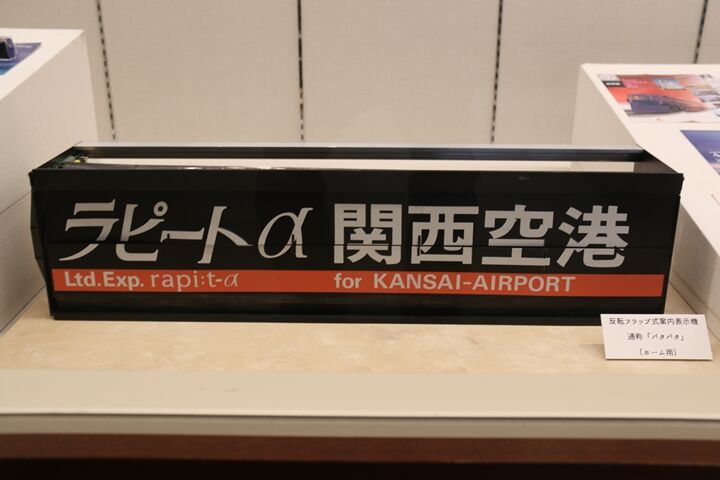 ラピートα 関西空港
Ltd.Exp. rapi:t-α for KANSAI-AIRPORT
反転フラップ式案内表示機
通称「パタパタ」
(ホーム用)